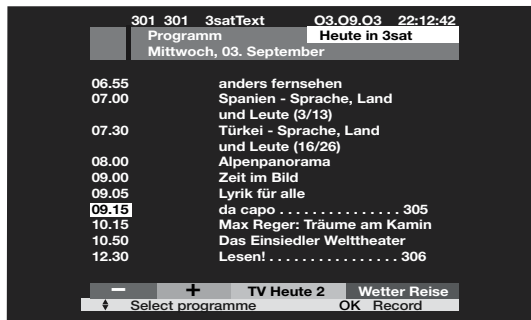 301 301 3satText 03.09.03 22:12:42
Programm Heute in 3sat
Mittwoch, 03. September
06.55 anders fernsehen
07.00 Spanien - Sprache, Land
und Leute (3/13)
07.30 Türkei - Sprache, Land
und Leute (16/26)
08.00 Alpenpanorama
09.00 Zeit im Bild
09.05 Lyrik für alle
09.15 da capo . . . . . . . . . . . . . . . 305
10.15 Max Reger: Träume am Kamin
10.50 Das Einsiedler Welttheater
12.30 Lesen! . . . . . . . . . . . . . . . . 306
− + TV Heute 2 Wetter Reise
Select programme OK Record